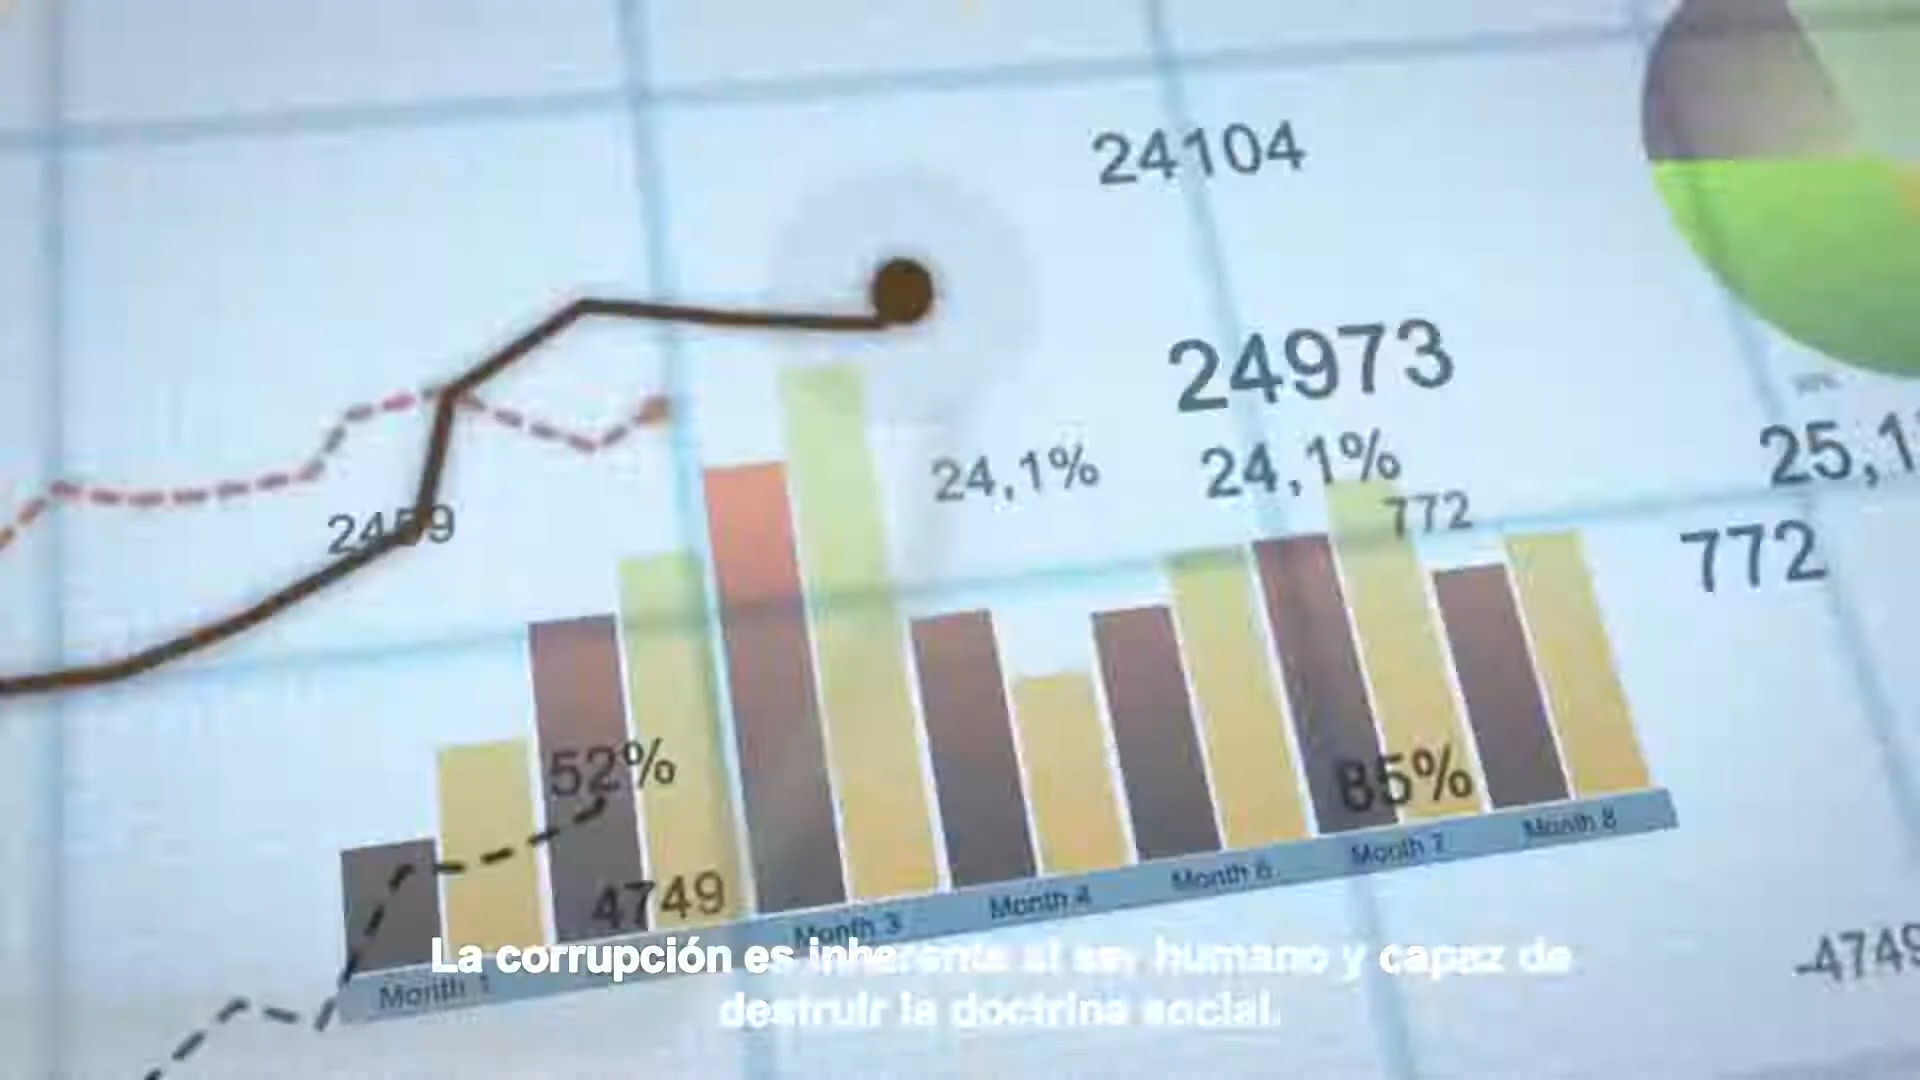 24104
24973
24,1%
24,1%
772
25,1
772
2459
52%
85%
4749
-4749
Month 1
Month 3
Month 4
Month 6
Month 7
Month 8
La corrupción es inherente al ser humano y capaz de
destruir la doctrina social.